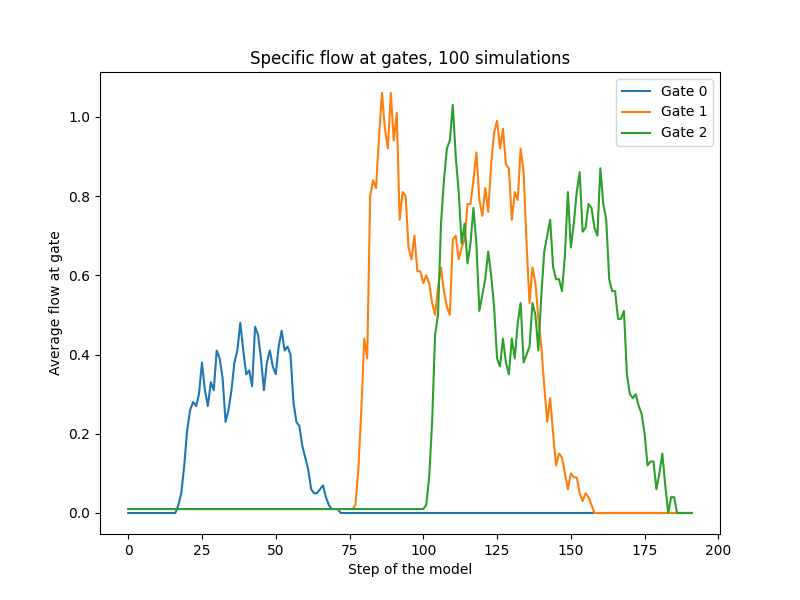 Specific flow at gates, 100 simulations
Gate 0
Gate 1
Gate 2
1.0
0.8
0.6
0.4
0.2
0.0
Average flow at gate
0 25 50 75 100 125 150 175 200
Step of the model